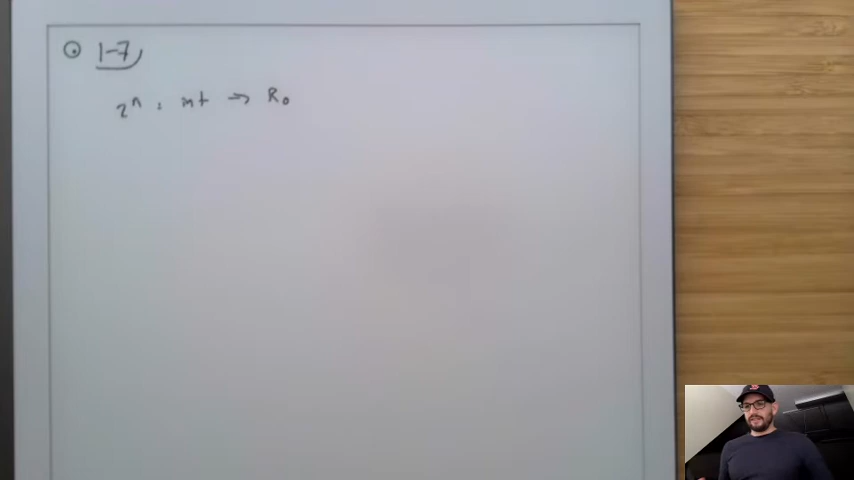 ⊙ 1-7
2ⁿ : mt → R₀